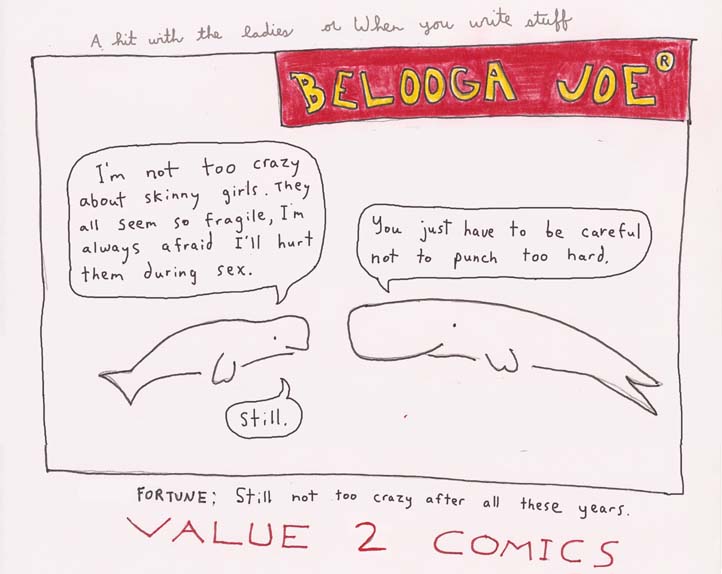 A hit with the ladies or When you write stuff
BELOOGA JOE®
I'm not too crazy
about skinny girls. They
all seem so fragile, I'm
always afraid I'll hurt
them during sex.
You just have to be careful
not to punch too hard.
Still.
FORTUNE: Still not too crazy after all these years.
VALUE 2 COMICS